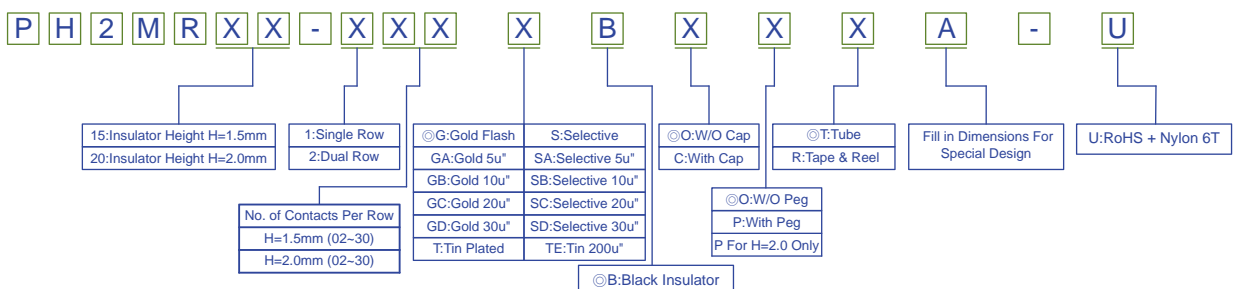 PH2MRXX-XXX X B X X X A - U
15:Insulator Height H=1.5mm
20:Insulator Height H=2.0mm
1:Single Row
2:Dual Row
No. of Contacts Per Row
H=1.5mm (02~30)
H=2.0mm (02~30)
◎G:Gold Flash S:Selective
GA:Gold 5u" SA:Selective 5u"
GB:Gold 10u" SB:Selective 10u"
GC:Gold 20u" SC:Selective 20u"
GD:Gold 30u" SD:Selective 30u"
T:Tin Plated TE:Tin 200u"
◎B:Black Insulator
◎O:W/O Cap
C:With Cap
◎O:W/O Peg
P:With Peg
P For H=2.0 Only
◎T:Tube
R:Tape & Reel
Fill in Dimensions For
Special Design
U:RoHS + Nylon 6T